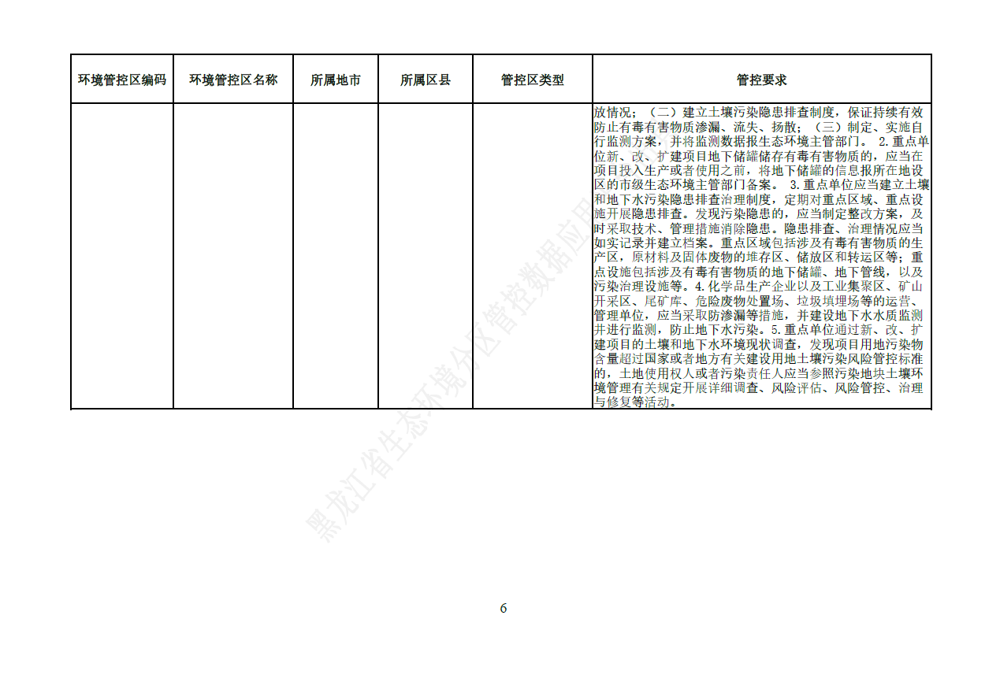 环境管控区编码 环境管控区名称 所属地市 所属区县 管控区类型 管控要求
放情况；（二）建立土壤污染隐患排查制度，保证持续有效
防止有毒有害物质渗漏、流失、扬散；（三）制定、实施自
行监测方案，并将监测数据报生态环境主管部门。 2.重点单
位新、改、扩建项目地下储罐储存有毒有害物质的，应当在
项目投入生产或者使用之前，将地下储罐的信息报所在地设
区的市级生态环境主管部门备案。 3.重点单位应当建立土壤
和地下水污染隐患排查治理制度，定期对重点区域、重点设
施开展隐患排查。发现污染隐患的，应当制定整改方案，及
时采取技术、管理措施消除隐患。隐患排查、治理情况应当
如实记录并建立档案。重点区域包括涉及有毒有害物质的生
产区，原材料及固体废物的堆存区、储放区和转运区等；重
点设施包括涉及有毒有害物质的地下储罐、地下管线，以及
污染治理设施等。4.化学品生产企业以及工业集聚区、矿山
开采区、尾矿库、危险废物处置场、垃圾填埋场等的运营、
管理单位，应当采取防渗漏等措施，并建设地下水水质监测
井进行监测，防止地下水污染。5.重点单位通过新、改、扩
建项目的土壤和地下水环境现状调查，发现项目用地污染物
含量超过国家或者地方有关建设用地土壤污染风险管控标准
的，土地使用权人或者污染责任人应当参照污染地块土壤环
境管理有关规定开展详细调查、风险评估、风险管控、治理
与修复等活动。
黑龙江省生态环境分区管控数据应用
6